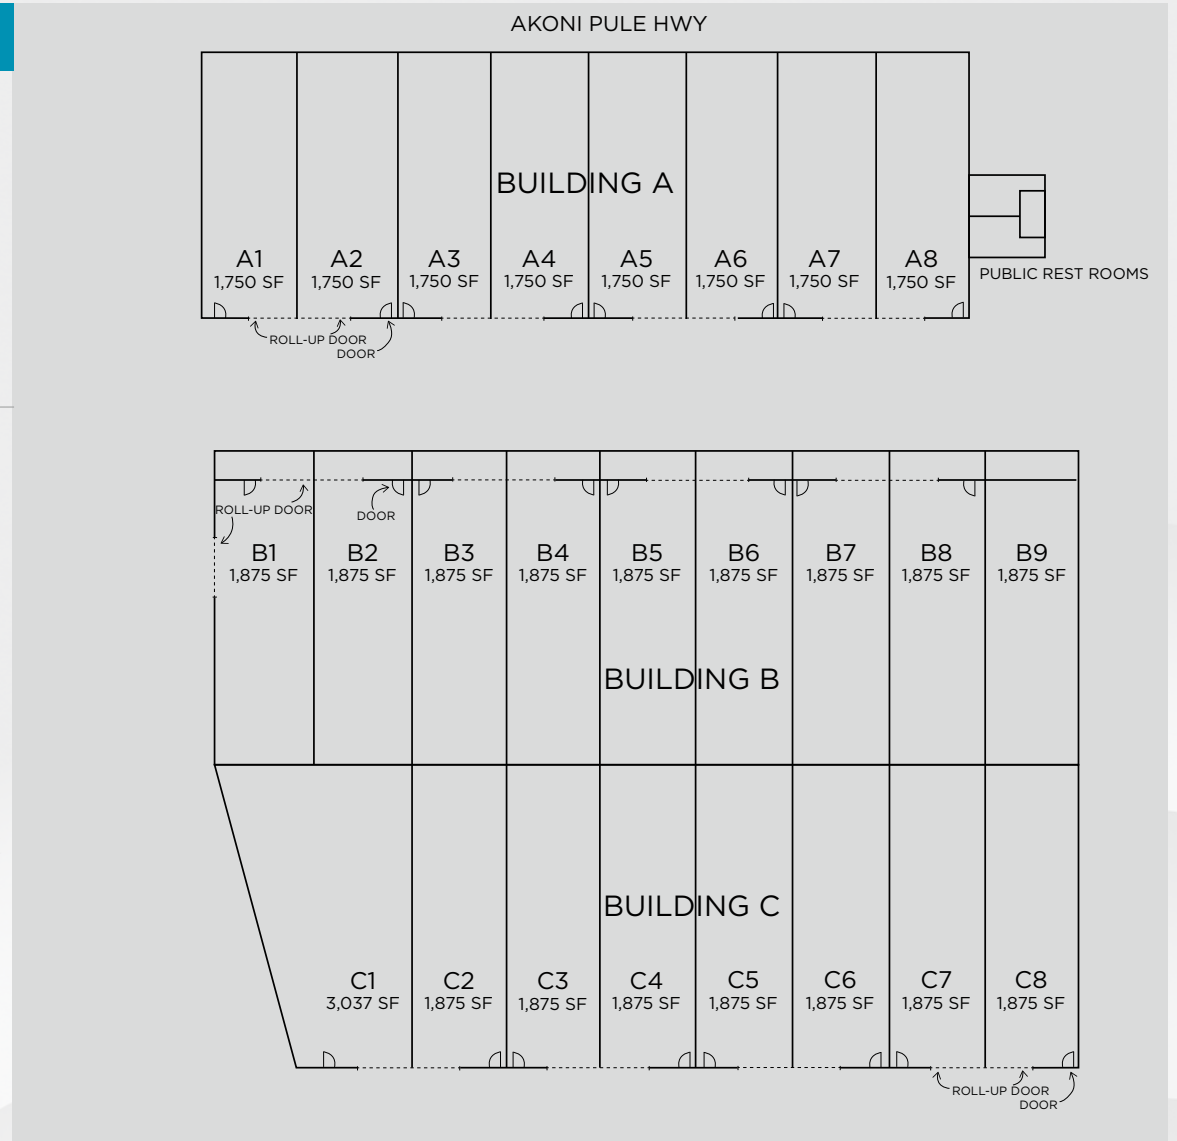 AKONI PULE HWY
BUILDING A
A1
1,750 SF
A2
1,750 SF
A3
1,750 SF
A4
1,750 SF
A5
1,750 SF
A6
1,750 SF
A7
1,750 SF
A8
1,750 SF
PUBLIC REST ROOMS
ROLL-UP DOOR
DOOR
ROLL-UP DOOR
DOOR
B1
1,875 SF
B2
1,875 SF
B3
1,875 SF
B4
1,875 SF
B5
1,875 SF
B6
1,875 SF
B7
1,875 SF
B8
1,875 SF
B9
1,875 SF
BUILDING B
BUILDING C
C1
3,037 SF
C2
1,875 SF
C3
1,875 SF
C4
1,875 SF
C5
1,875 SF
C6
1,875 SF
C7
1,875 SF
C8
1,875 SF
ROLL-UP DOOR
DOOR